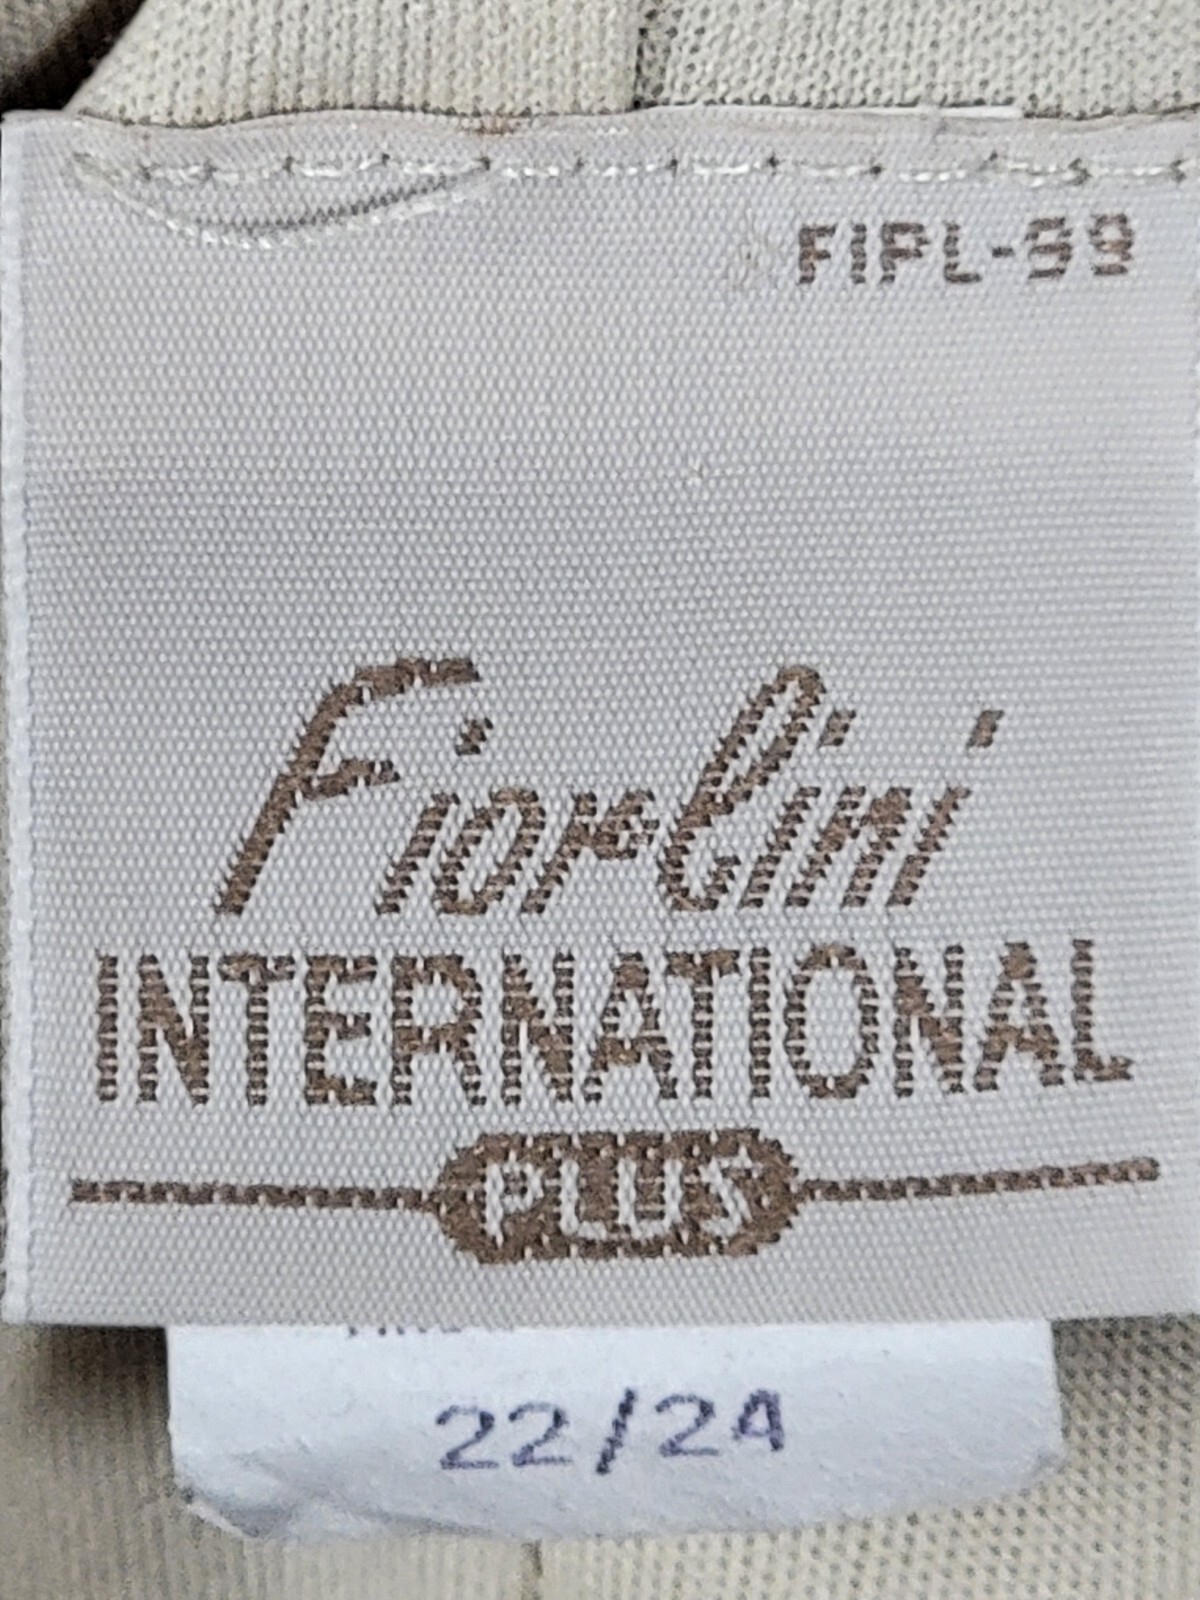 FIPL-99
Fiorlini
INTERNATIONAL
PLUS
22/24